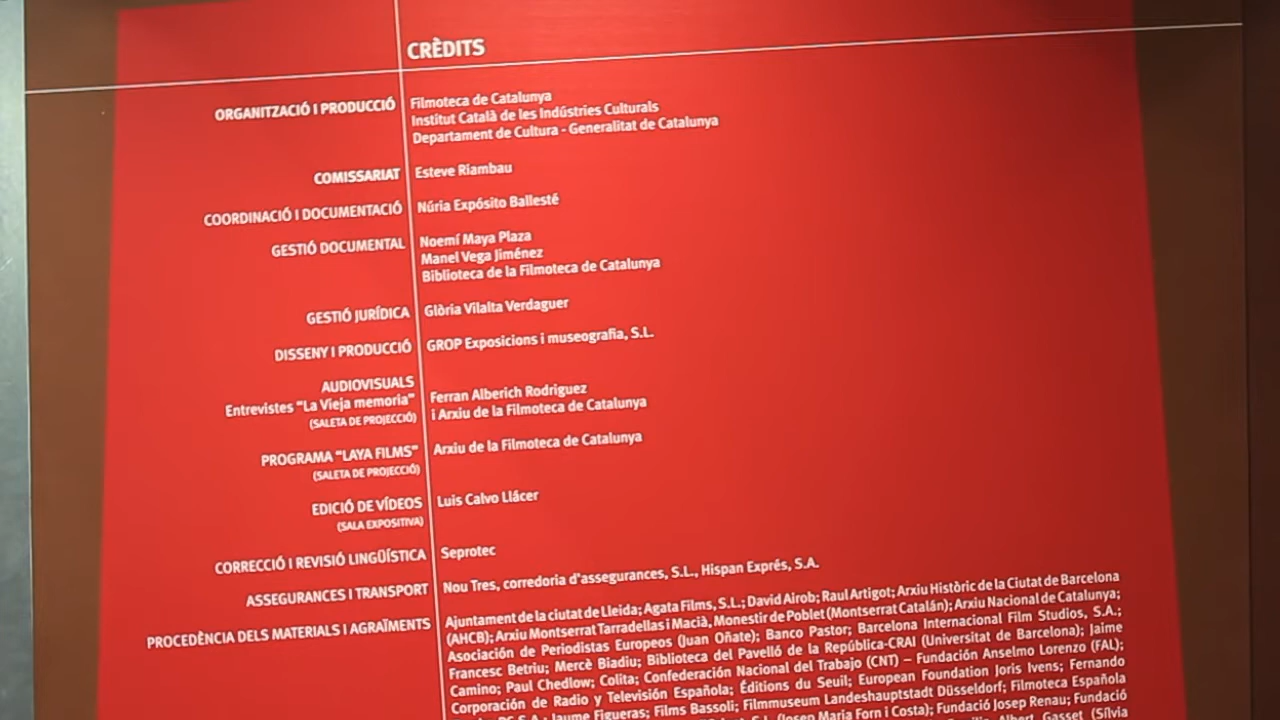 CRÈDITS
ORGANITZACIÓ I PRODUCCIÓ
Filmoteca de Catalunya
Institut Català de les Indústries Culturals
Departament de Cultura - Generalitat de Catalunya
COMISSARIAT
Esteve Riambau
COORDINACIÓ I DOCUMENTACIÓ
Núria Expósito Ballesté
GESTIÓ DOCUMENTAL
Noemí Maya Plaza
Manel Vega Jiménez
Biblioteca de la Filmoteca de Catalunya
GESTIÓ JURÍDICA
Glòria Vilalta Verdaguer
DISSENY I PRODUCCIÓ
GROP Exposicions i museografia, S.L.
AUDIOVISUALS
Entrevistes "La Vieja memoria"
(SALETA DE PROJECCIÓ)
Ferran Alberich Rodriguez
i Arxiu de la Filmoteca de Catalunya
PROGRAMA "LAYA FILMS"
(SALETA DE PROJECCIÓ)
Arxiu de la Filmoteca de Catalunya
EDICIÓ DE VÍDEOS
(SALA EXPOSITIVA)
Luis Calvo Llácer
CORRECCIÓ I REVISIÓ LINGÜÍSTICA
Seprotec
ASSEGURANCES I TRANSPORT
Nou Tres, corredoria d'assegurances, S.L., Hispan Exprés, S.A.
PROCEDÈNCIA DELS MATERIALS I AGRAÏMENTS
Ajuntament de la ciutat de Lleida; Agata Films, S.L.; David Airob; Raul Artigot; Arxiu Històric de la Ciutat de Barcelona
(AHCB); Arxiu Montserrat Tarradellas i Macià, Monestir de Poblet (Montserrat Catalán); Arxiu Nacional de Catalunya;
Asociación de Periodistas Europeos (Juan Oñate); Banco Pastor; Barcelona Internacional Film Studios, S.A.;
Francesc Betriu; Mercè Biadiu; Biblioteca del Pavelló de la República-CRAI (Universitat de Barcelona); Jaime
Camino; Paul Chedlow; Colita; Confederación Nacional del Trabajo (CNT) – Fundación Anselmo Lorenzo (FAL);
Corporación de Radio y Televisión Española; Éditions du Seuil; European Foundation Joris Ivens; Fernando
Jaume Figueras; Films Bassoli; Filmmuseum Landeshauptstadt Düsseldorf; Filmoteca Española
(Josep Maria Forn i Costa); Fundació Josep Renau; Fundació
Albert Gasset (Sílvia